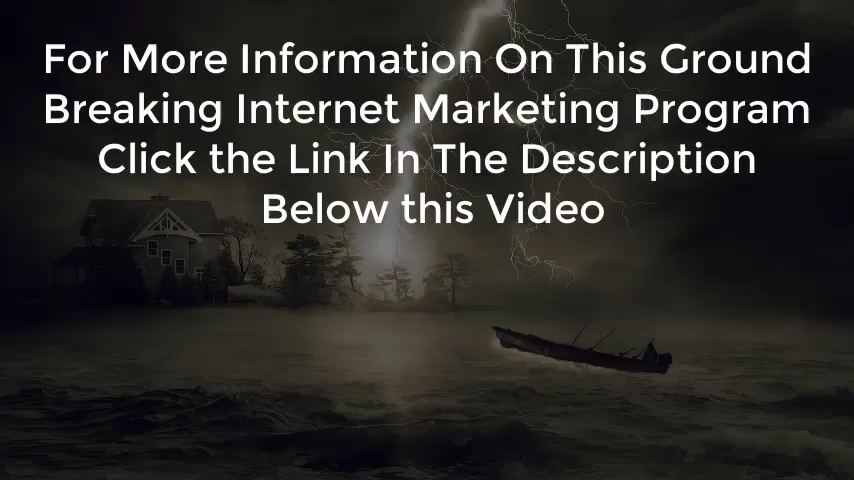 For More Information On This Ground
Breaking Internet Marketing Program
Click the Link In The Description
Below this Video